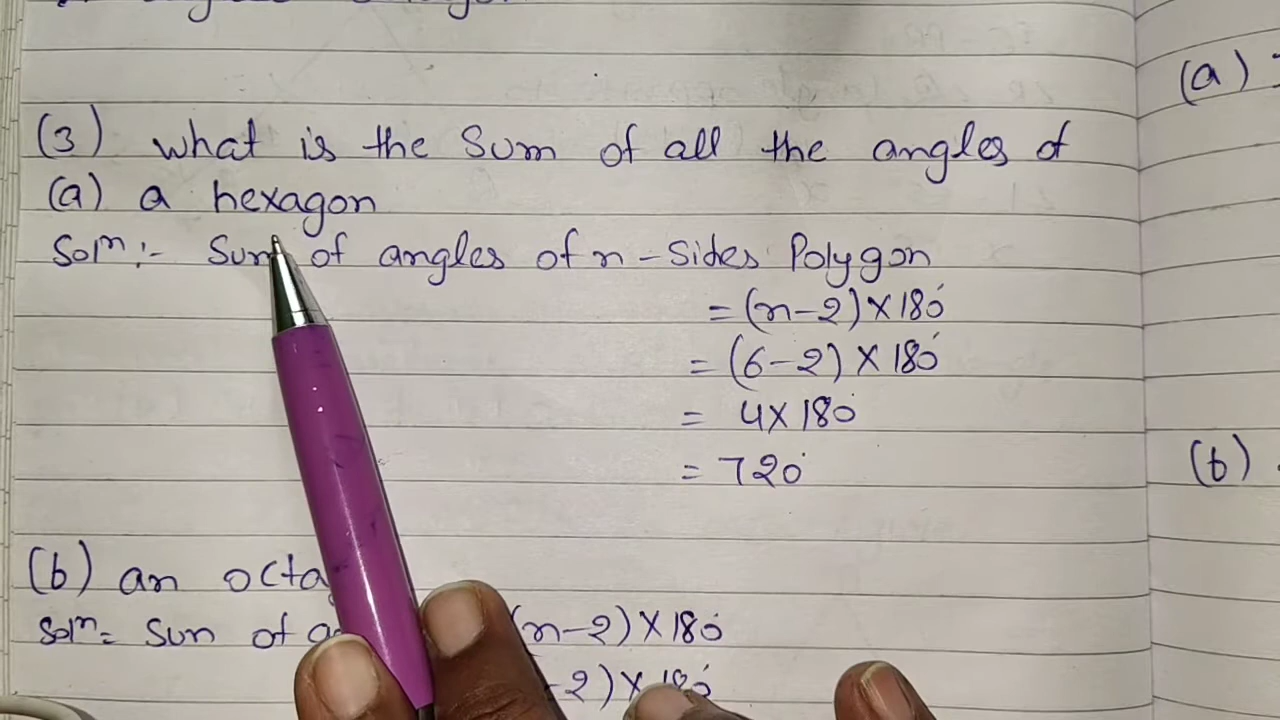 (3) what is the Sum of all the angles of
(a) a hexagon
Solⁿ:- Sum of angles of n-Sides Polygon
= (n-2)×180°
= (6-2)×180°
= 4×180°
= 720°
(b) an octa
Solⁿ= Sum of (n-2)×180°
-2)×180°
(a)
(b)